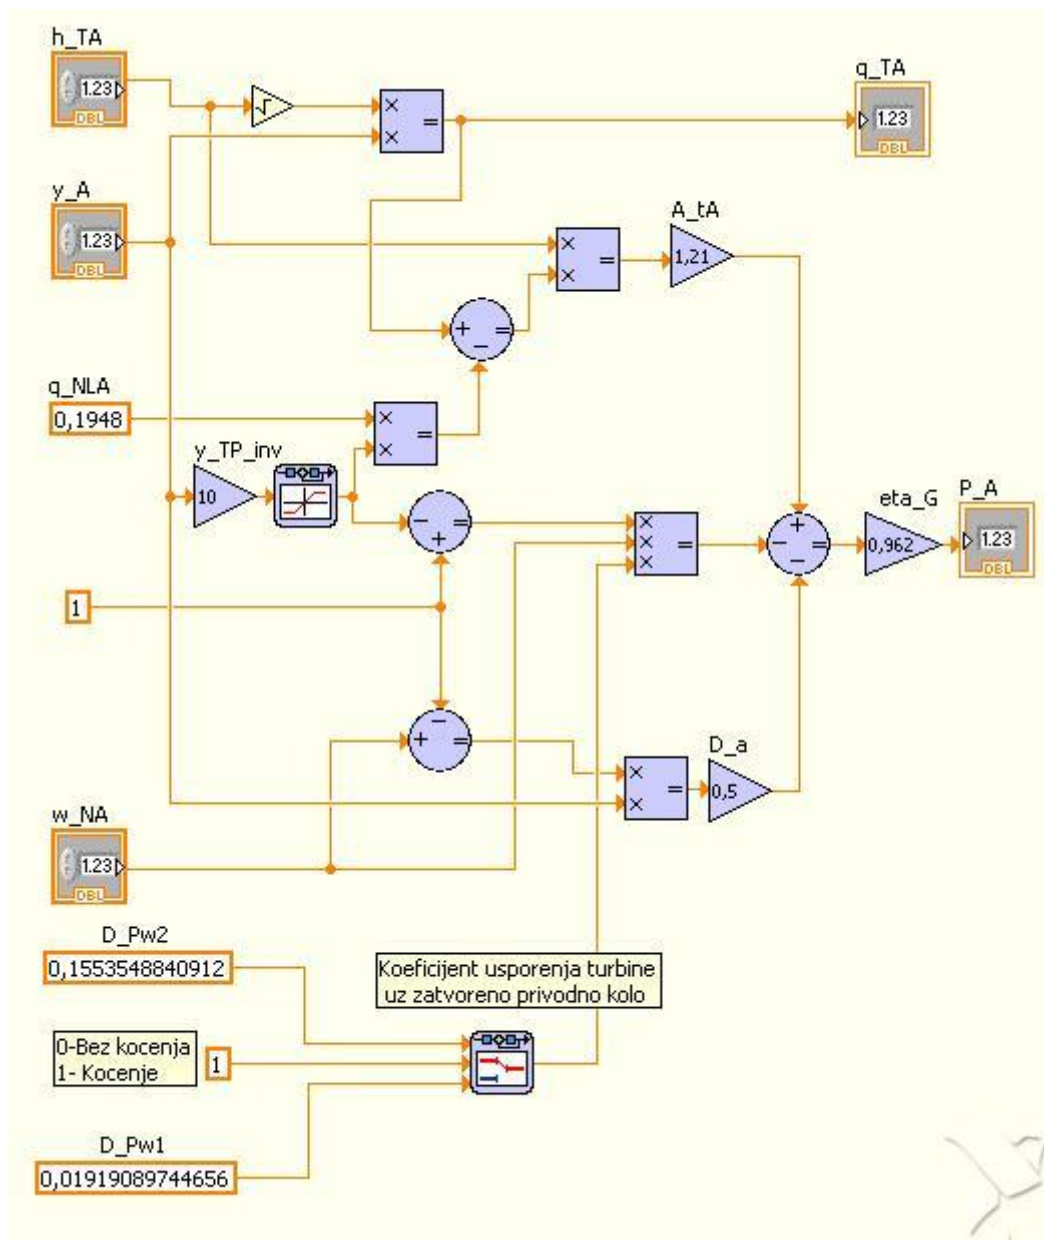 h_TA
1.23
DBL
q_TA
1.23
DBL
y_A
1.23
DBL
A_tA
1,21
q_NLA
0,1948
y_TP_inv
10
eta_G
0,962
P_A
1.23
DBL
1
D_a
0,5
w_NA
1.23
DBL
D_Pw2
0,1553548840912
Koeficijent usporenja turbine
uz zatvoreno privodno kolo
0-Bez kocenja
1- Kocenje
1
D_Pw1
0,01919089744656